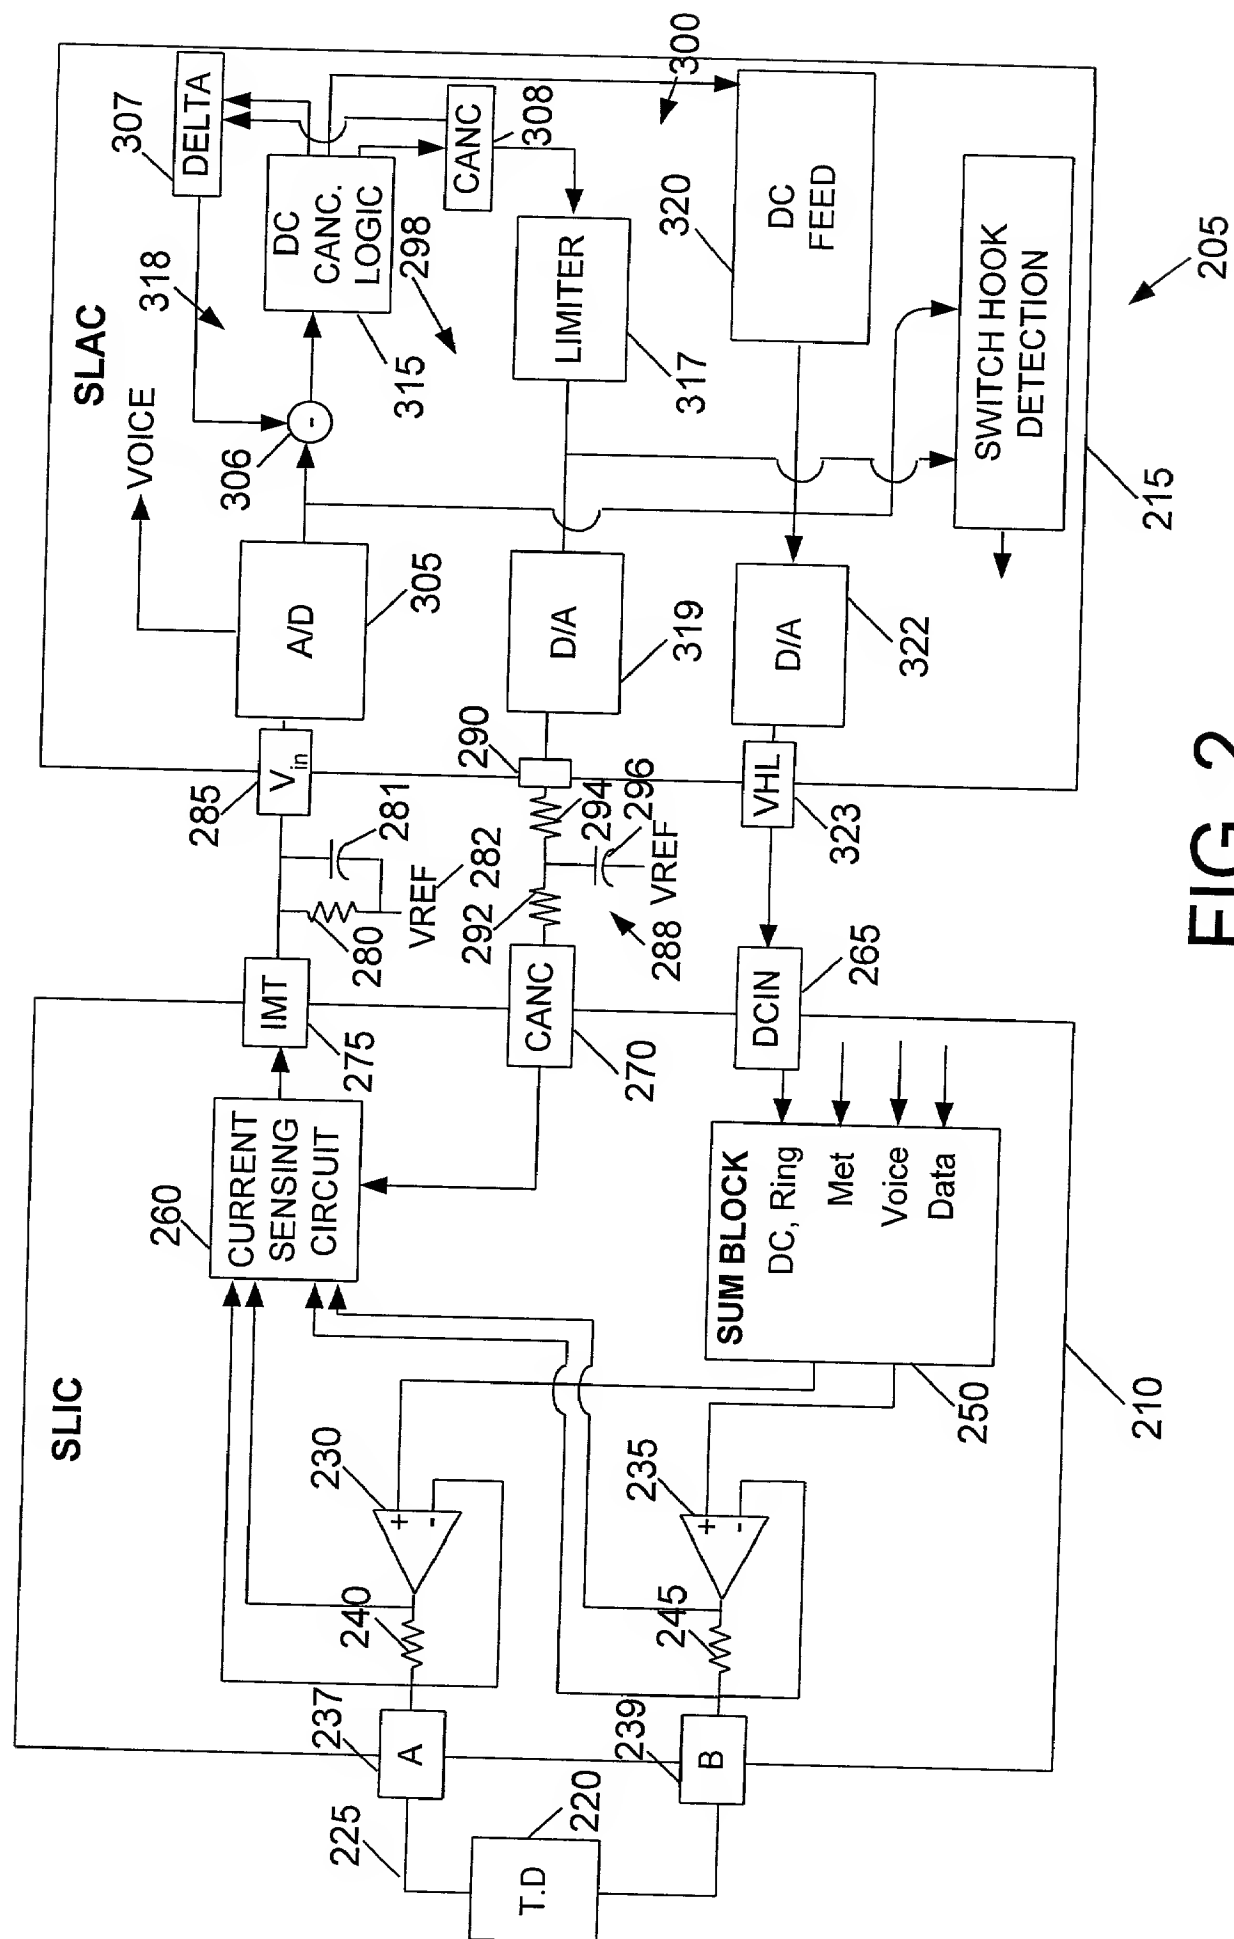 SLIC
SLAC
T.D
220
225
A
237
B
239
240
245
+
-
230
+
-
235
CURRENT
SENSING
CIRCUIT
260
SUM BLOCK
DC, Ring
Met
Voice
Data
250
210
IMT
275
CANC
270
DCIN
265
280
281
VREF
282
292
294
296
VREF
288
Vin
285
290
VHL
323
A/D
305
VOICE
D/A
319
D/A
322
-
306
318
DELTA
307
DC
CANC.
LOGIC
315
298
CANC
308
LIMITER
317
300
DC
FEED
320
SWITCH HOOK
DETECTION
215
205
FIG. 2